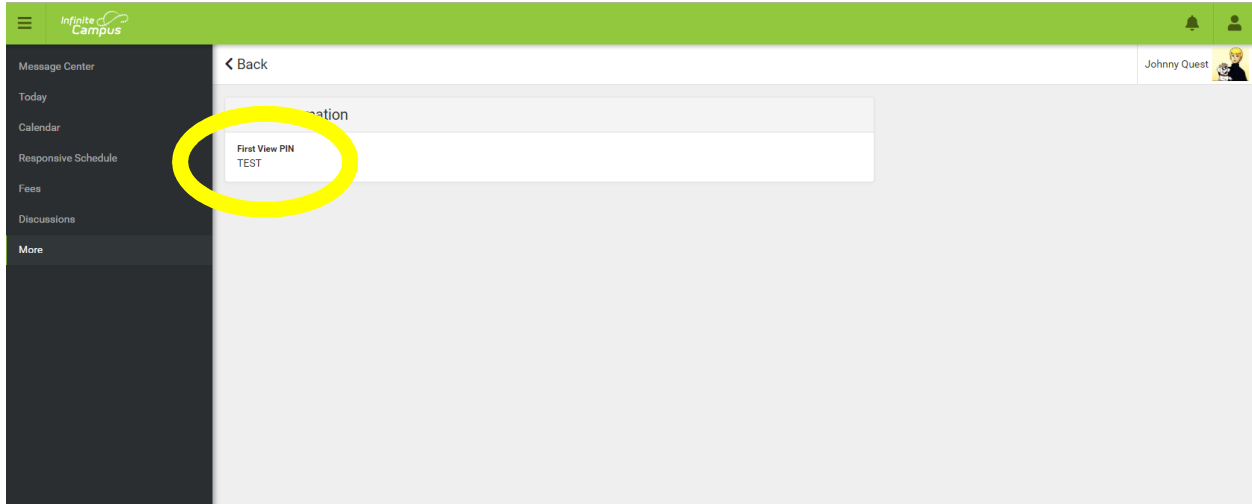 Infinite
Campus
Message Center
Today
Calendar
Responsive Schedule
Fees
Discussions
More
Back
Johnny Quest
First View PIN
TEST